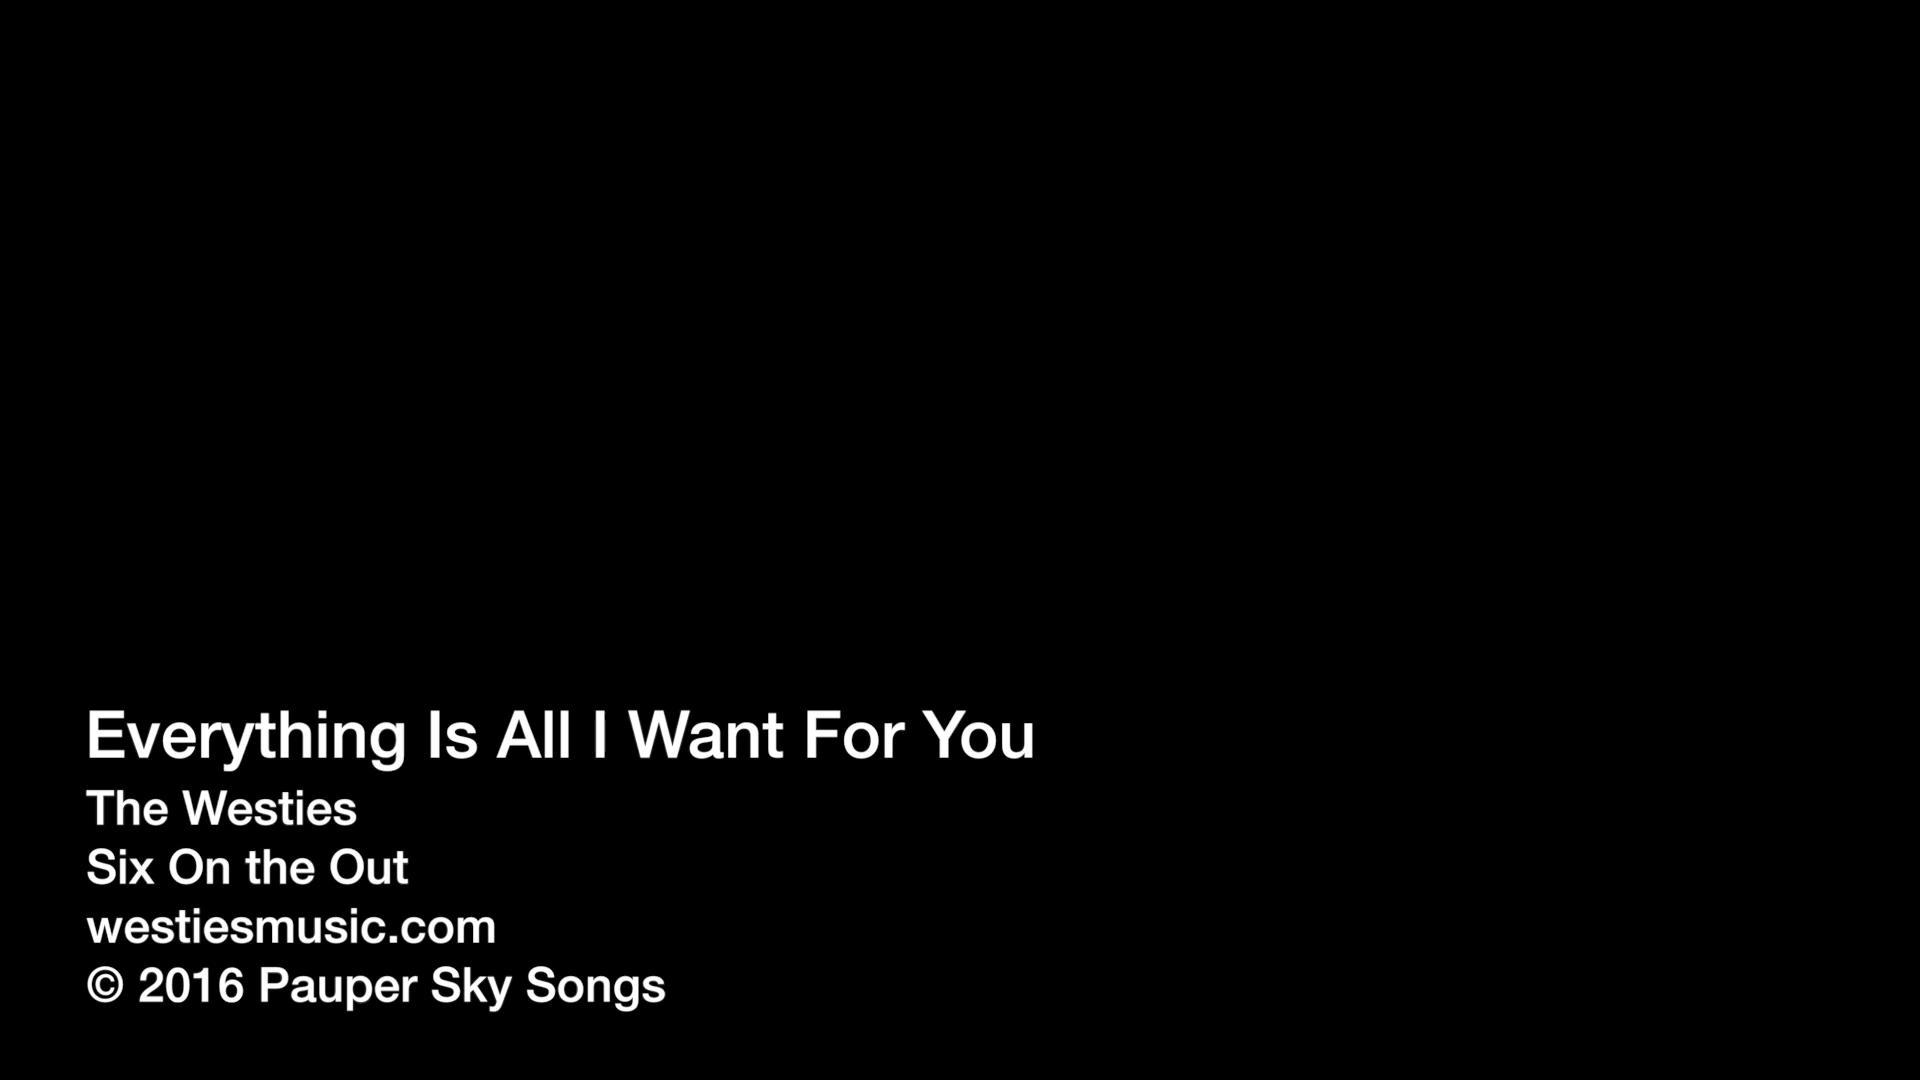 Everything Is All I Want For You
The Westies
Six On the Out
westiesmusic.com
© 2016 Pauper Sky Songs